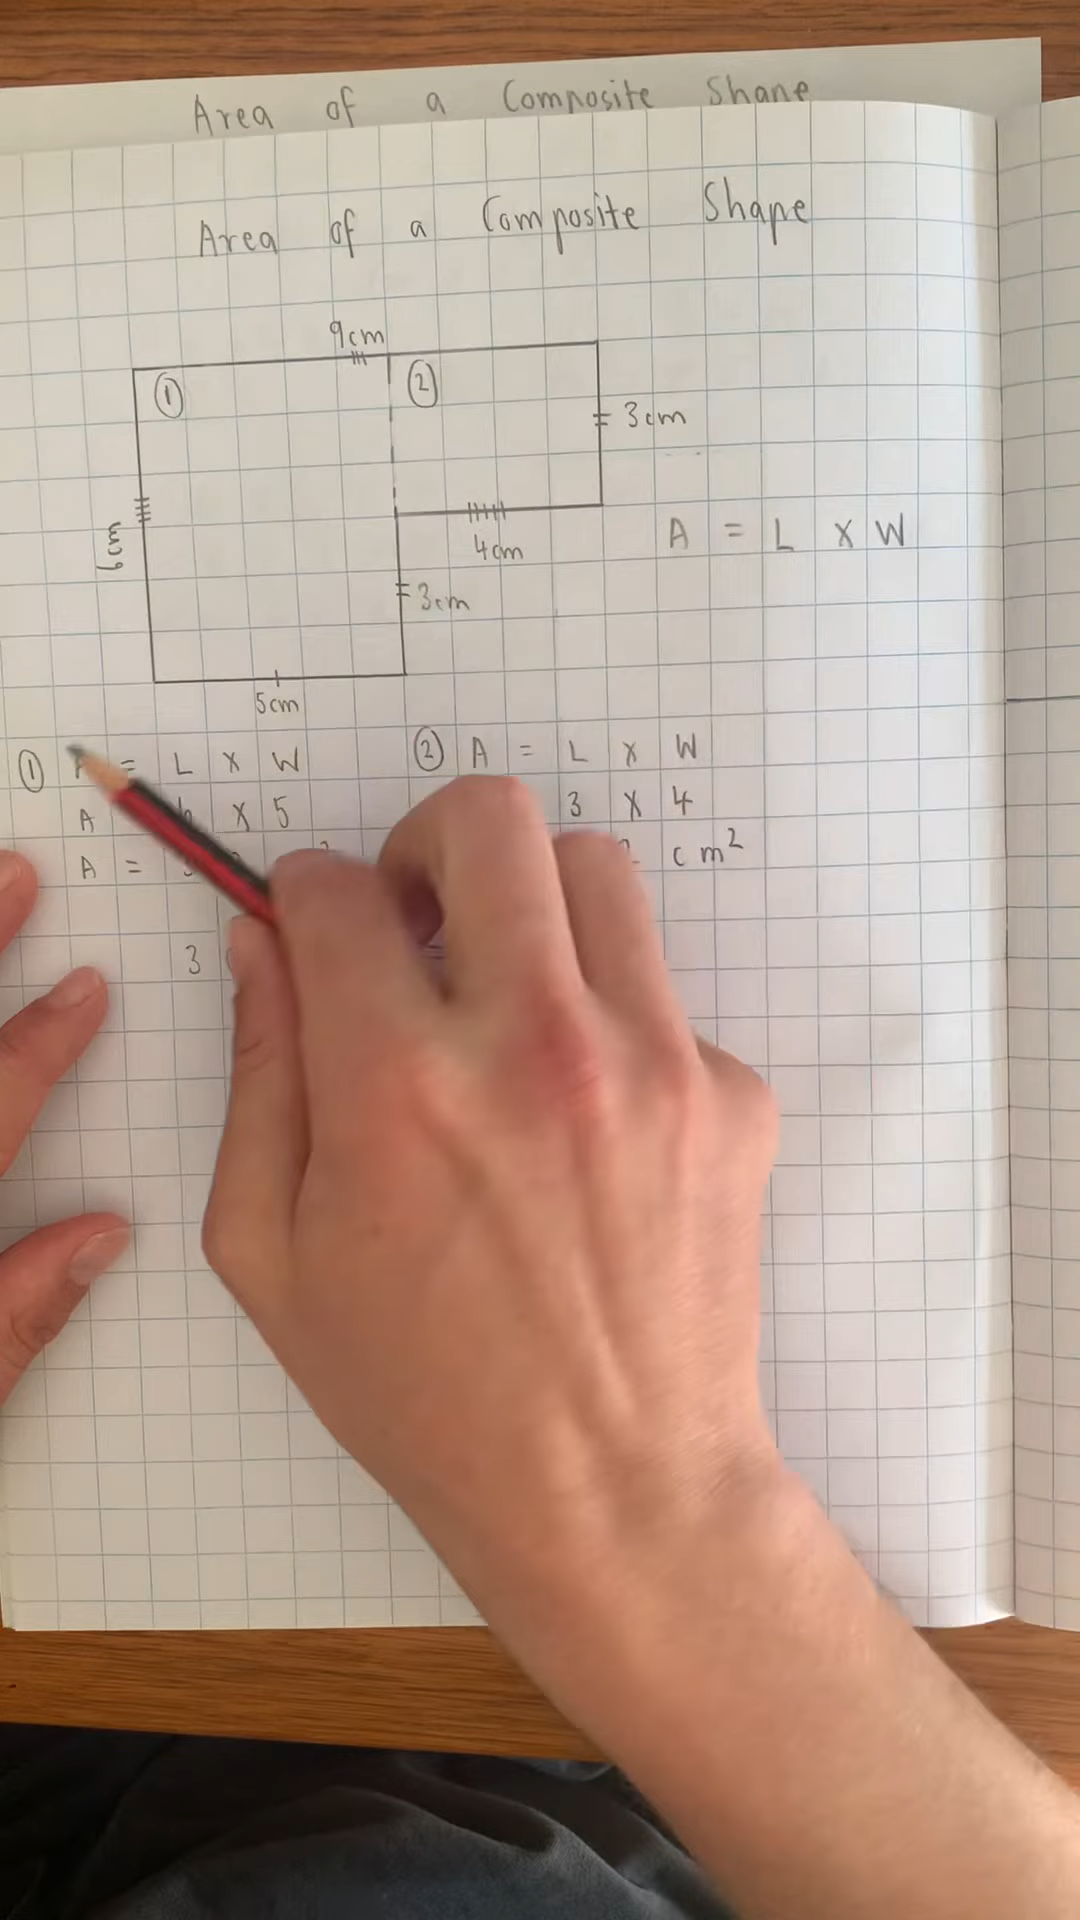 Area of a Composite Shape
Area of a Composite Shape
9cm
① ②
3cm
6cm
4cm
A = L x W
3cm
5cm
① A = L x W
A 6 x 5
A =
3
② A = L x W
3 x 4
cm²